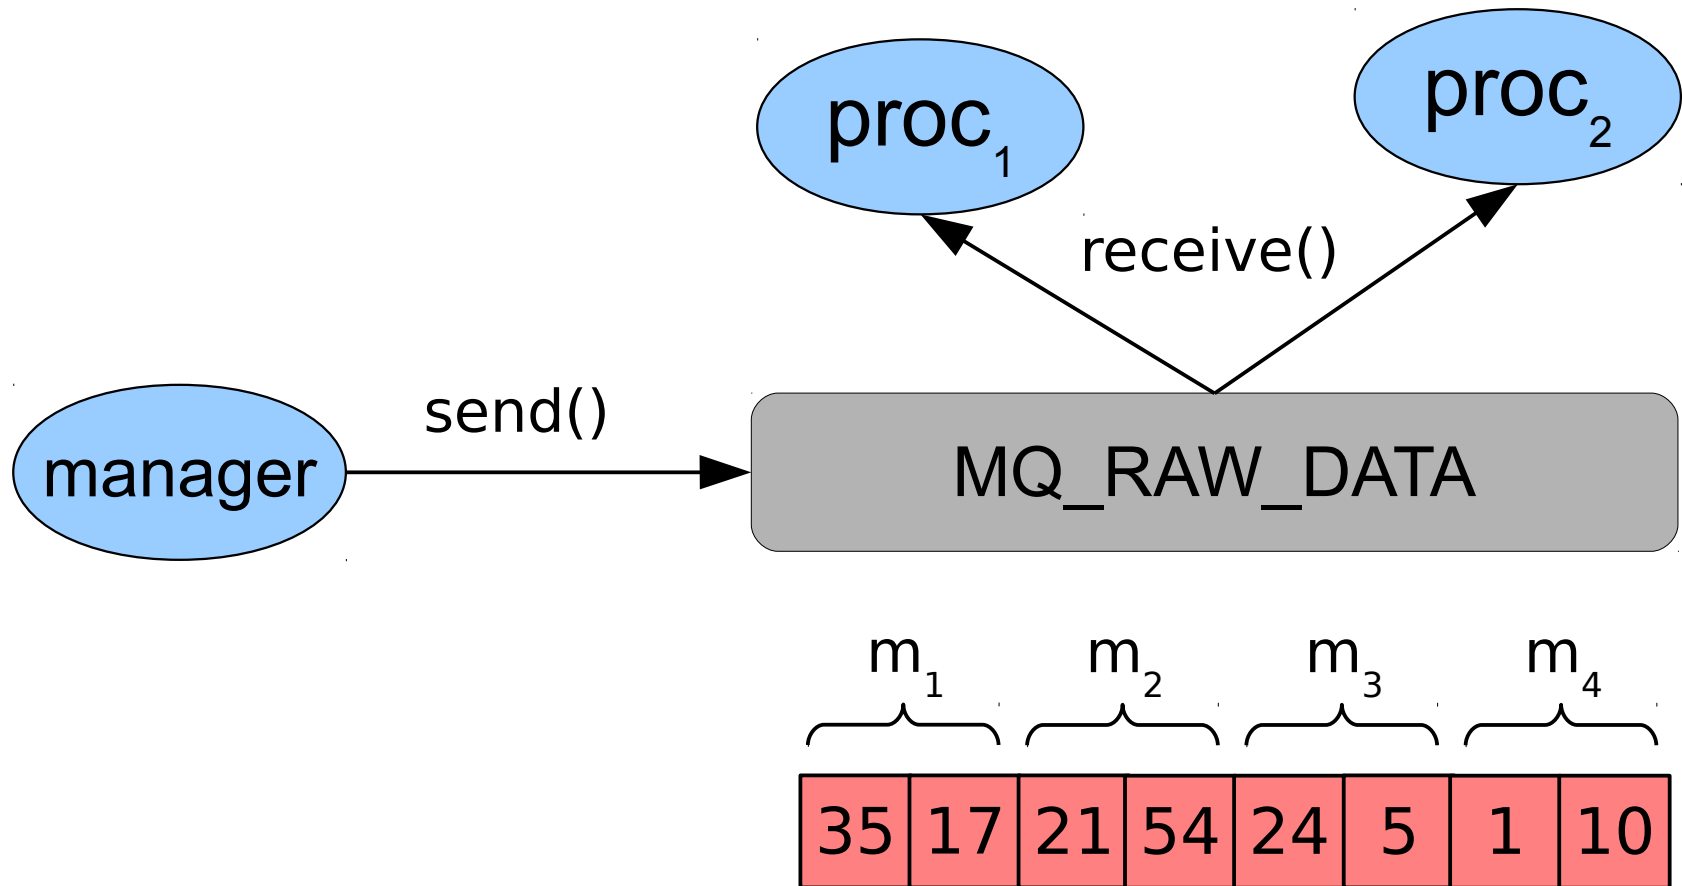 proc1
proc2
receive()
send()
manager
MQ_RAW_DATA
m1 m2 m3 m4
35 17 21 54 24 5 1 10